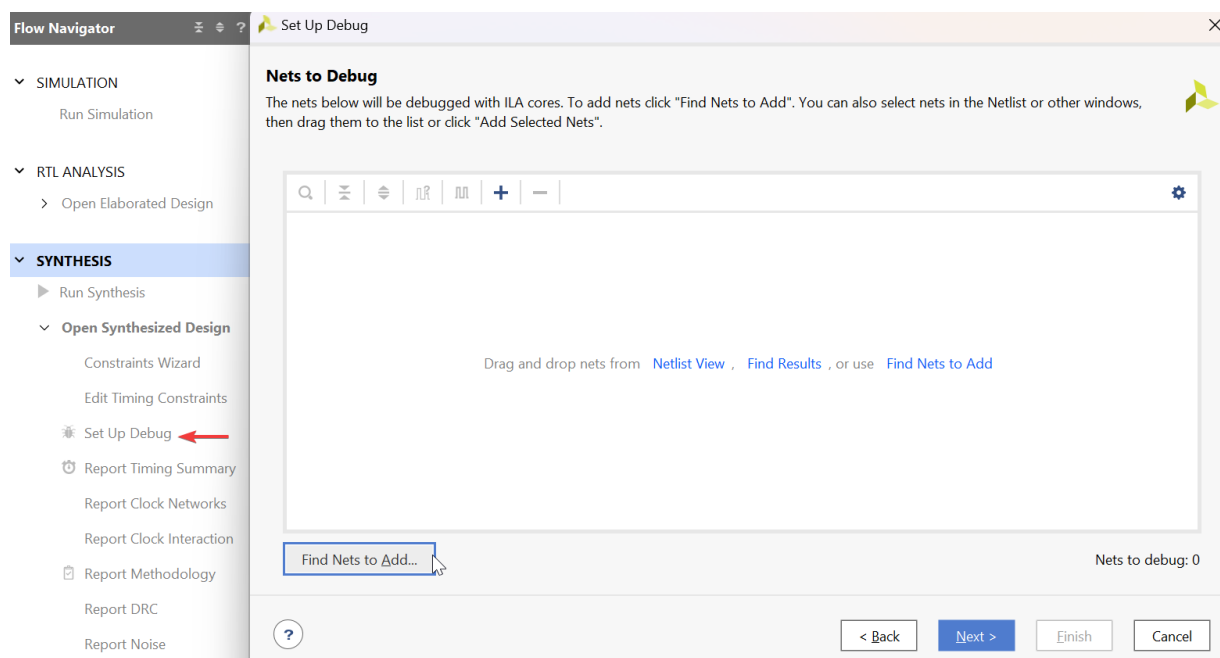 Flow Navigator
?
SIMULATION
Run Simulation
RTL ANALYSIS
Open Elaborated Design
SYNTHESIS
Run Synthesis
Open Synthesized Design
Constraints Wizard
Edit Timing Constraints
Set Up Debug
Report Timing Summary
Report Clock Networks
Report Clock Interaction
Report Methodology
Report DRC
Report Noise
Set Up Debug
Nets to Debug
The nets below will be debugged with ILA cores. To add nets click "Find Nets to Add". You can also select nets in the Netlist or other windows,
then drag them to the list or click "Add Selected Nets".
Drag and drop nets from Netlist View , Find Results , or use Find Nets to Add
Find Nets to Add...
Nets to debug: 0
?
< Back
Next >
Finish
Cancel